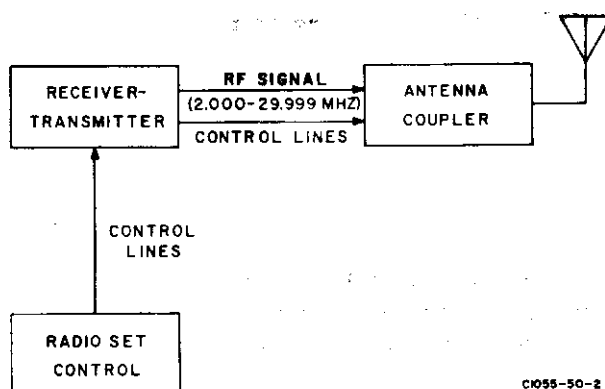 RECEIVER-
TRANSMITTER
RF SIGNAL
(2.000-29.999 MHZ)
CONTROL LINES
ANTENNA
COUPLER
CONTROL
LINES
RADIO SET
CONTROL
C1055-50-2